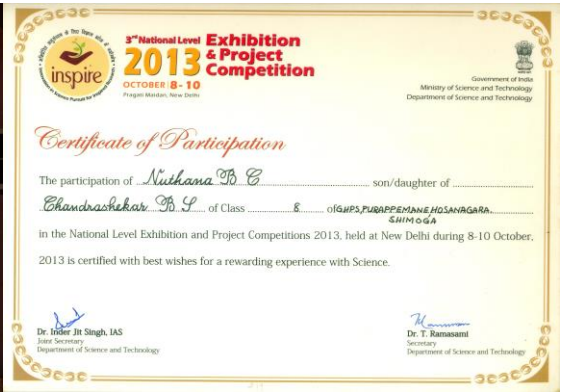 inspire
3rd National Level Exhibition
2013 & Project
Competition
OCTOBER 8-10
Pragati Maidan, New Delhi
Government of India
Ministry of Science and Technology
Department of Science and Technology
Certificate of Participation
The participation of Nuthana B C son/daughter of
Chandrashekar B S of Class 8 of GHPS, PURAPPEMANE HOSANAGARA.
SHIMOGA
in the National Level Exhibition and Project Competitions 2013, held at New Delhi during 8-10 October,
2013 is certified with best wishes for a rewarding experience with Science.
Dr. Inder Jit Singh, IAS
Joint Secretary
Department of Science and Technology
Dr. T. Ramasami
Secretary
Department of Science and Technology